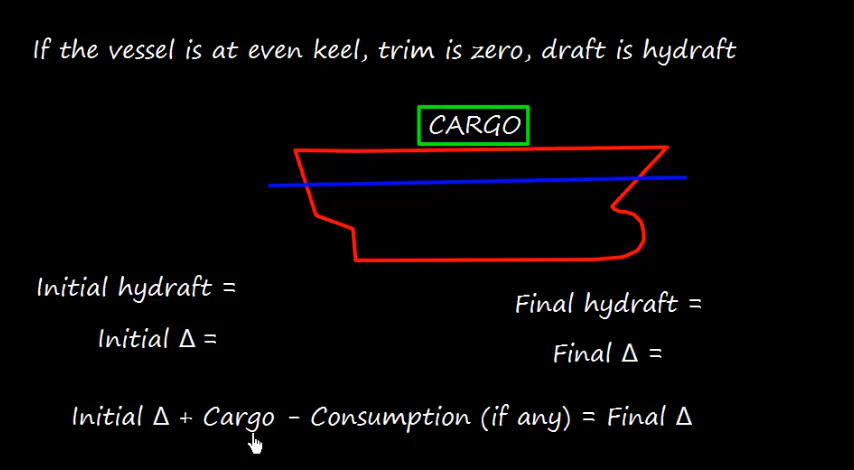 If the vessel is at even keel, trim is zero, draft is hydraft
CARGO
Initial hydraft =
Final hydraft =
Initial Δ =
Final Δ =
Initial Δ + Cargo - Consumption (if any) = Final Δ